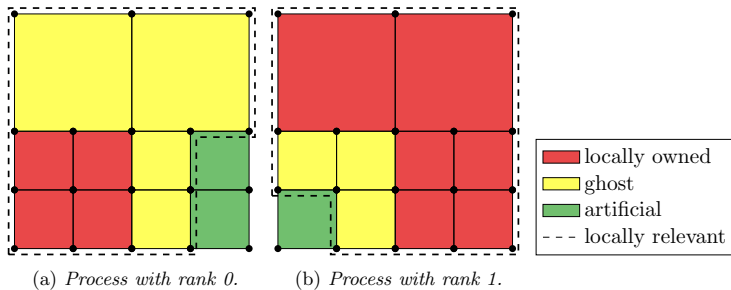 locally owned
ghost
artificial
locally relevant
(a) Process with rank 0.
(b) Process with rank 1.